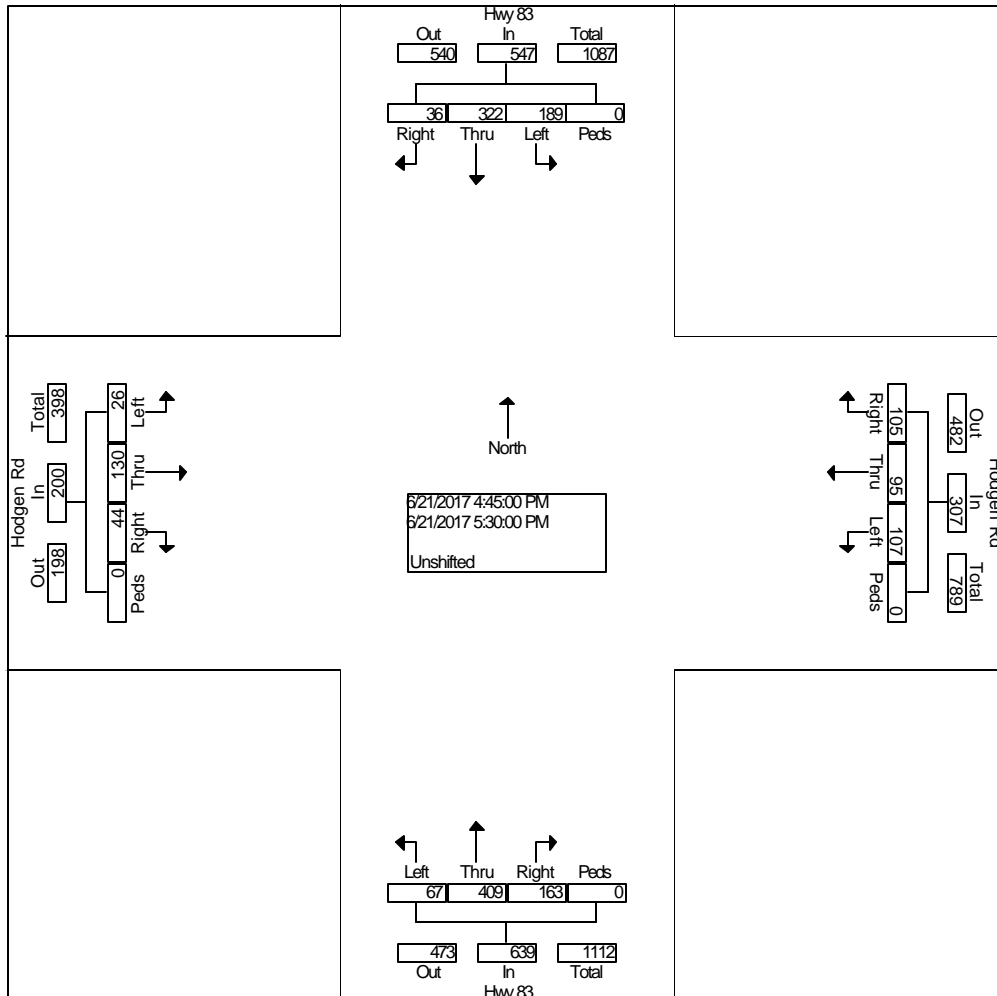 Hwy 83
Out In Total
540 547 1087
36 322 189 0
Right Thru Left Peds
Hodgen Rd
Total In Out
398 200 198
26 130 44 0
Left Thru Right Peds
North
6/21/2017 4:45:00 PM
6/21/2017 5:30:00 PM
Unshifted
Right Thru Left Peds
105 95 107 0
Out In Total
482 307 789
Hodgen Rd
Left Thru Right Peds
67 409 163 0
473 639 1112
Out In Total
Hwy 83